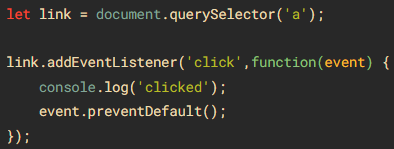 let link = document.querySelector('a');

link.addEventListener('click',function(event) {
    console.log('clicked');
    event.preventDefault();
});